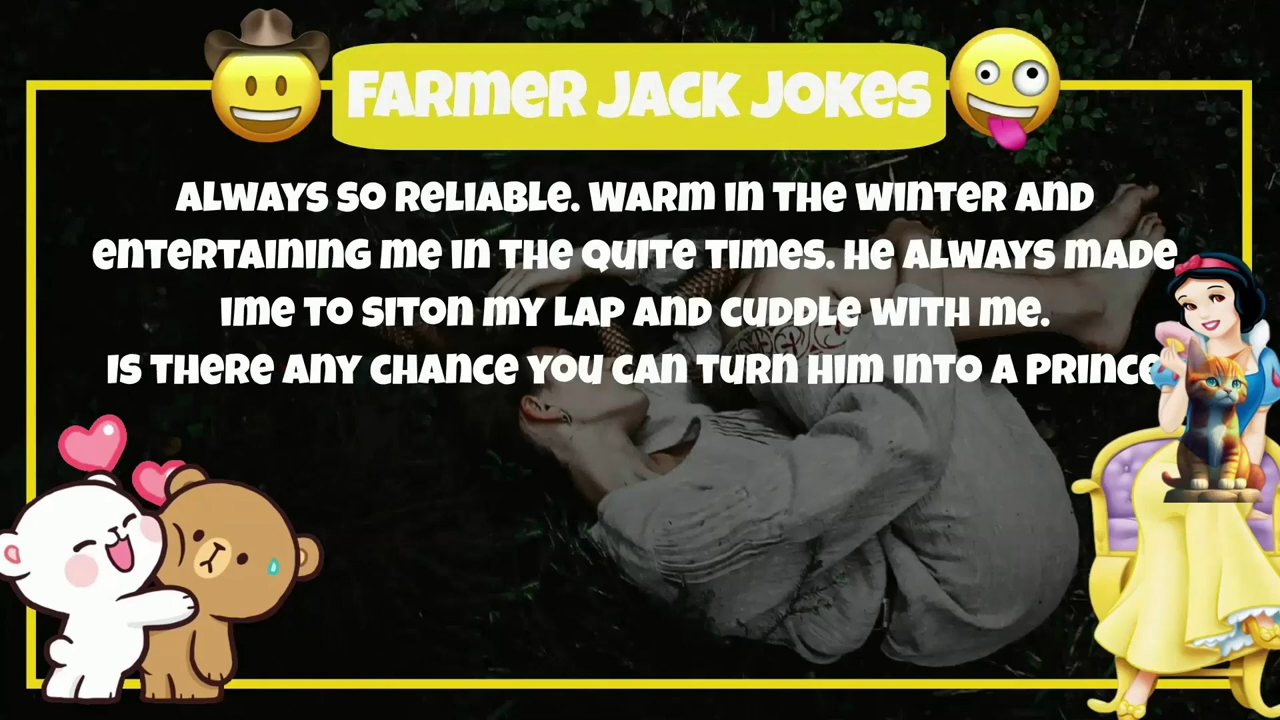 FARMER JACK JOKES
ALWAYS SO RELIABLE. WARM IN THE WINTER AND
ENTERTAINING ME IN THE QUITE TIMES. HE ALWAYS MADE
IME TO SITON MY LAP AND CUDDLE WITH ME.
IS THERE ANY CHANCE YOU CAN TURN HIM INTO A PRINCE